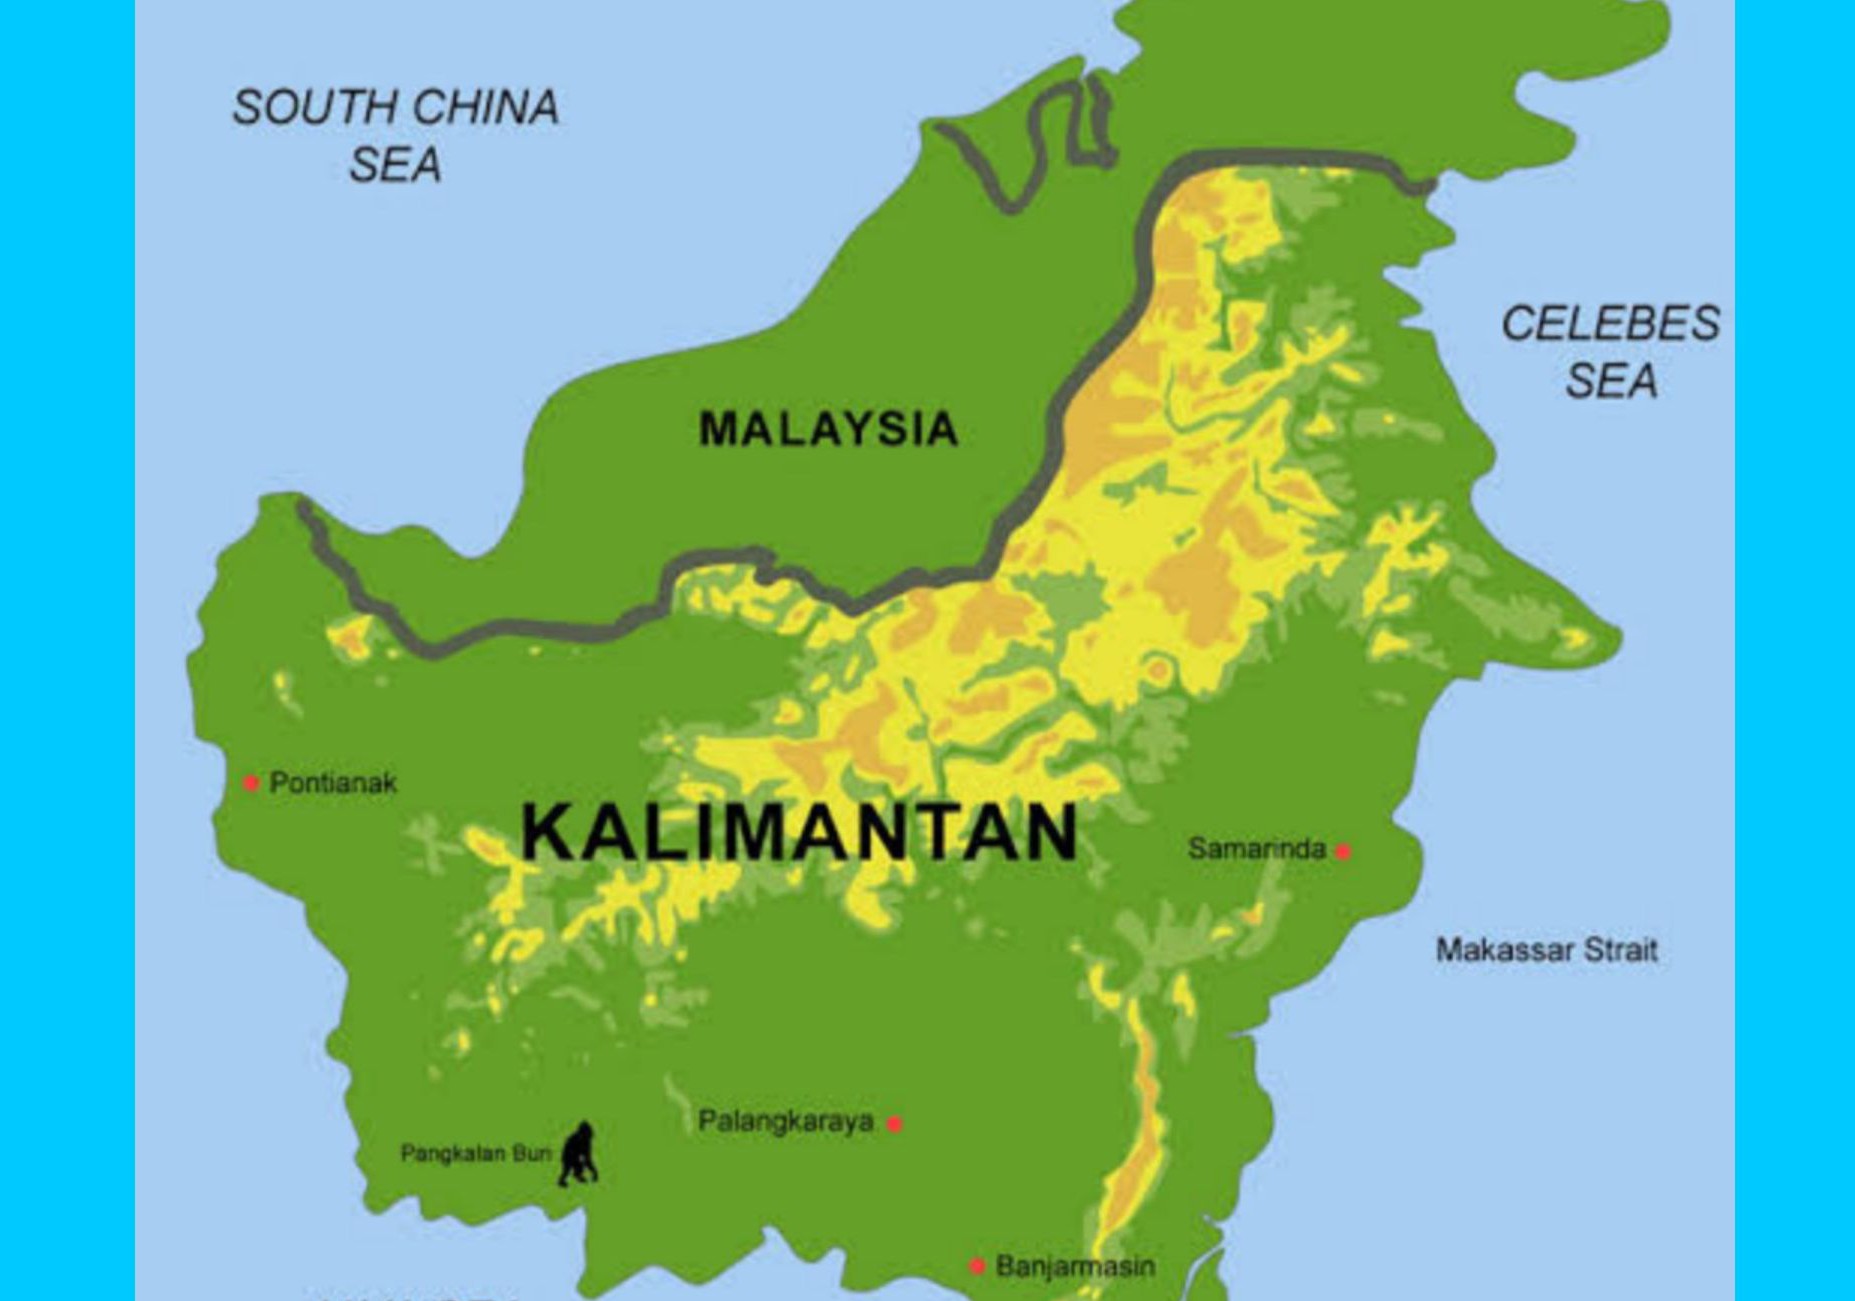 SOUTH CHINA
SEA
CELEBES
SEA
MALAYSIA
Pontianak
KALIMANTAN
Samarinda
Makassar Strait
Palangkaraya
Pangkalan Bun
Banjarmasin